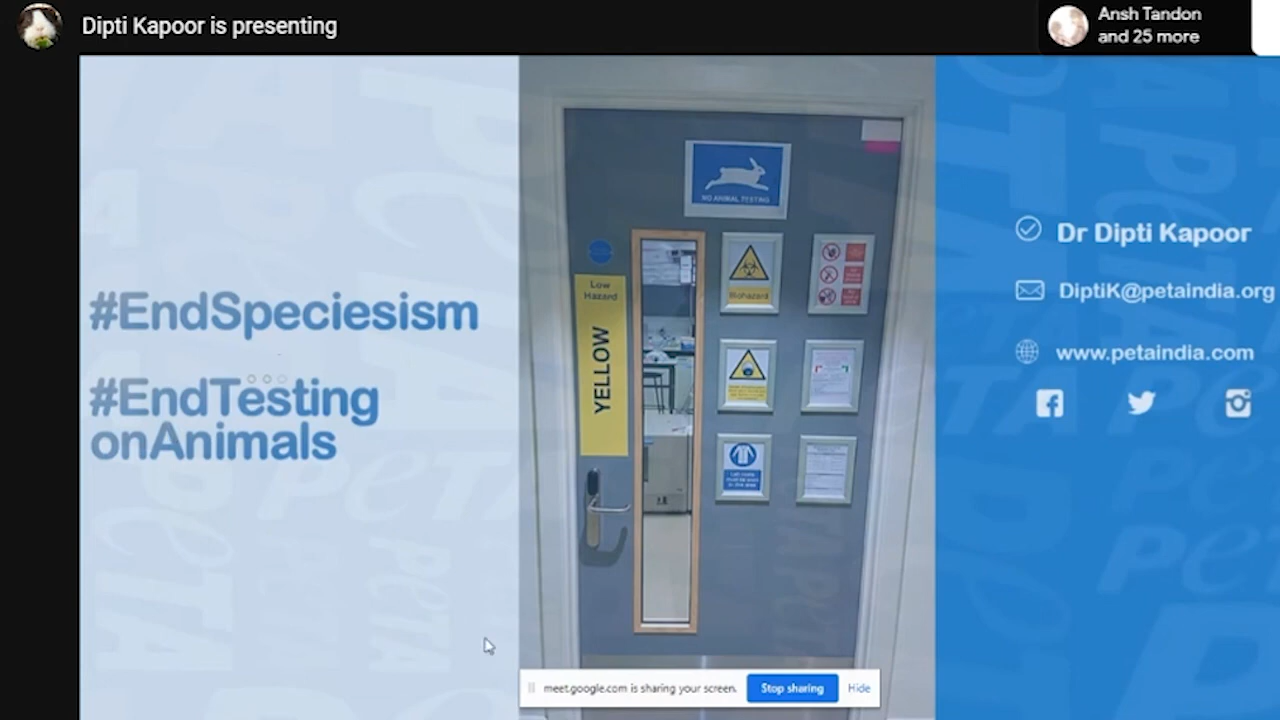 Dipti Kapoor is presenting
Ansh Tandon
and 25 more
#EndSpeciesism
#EndTesting
onAnimals
NO ANIMAL TESTING
Low
Hazard
YELLOW
Biohazard
Dr Dipti Kapoor
DiptiK@petaindia.org
www.petaindia.com
meet.google.com is sharing your screen.
Stop sharing
Hide